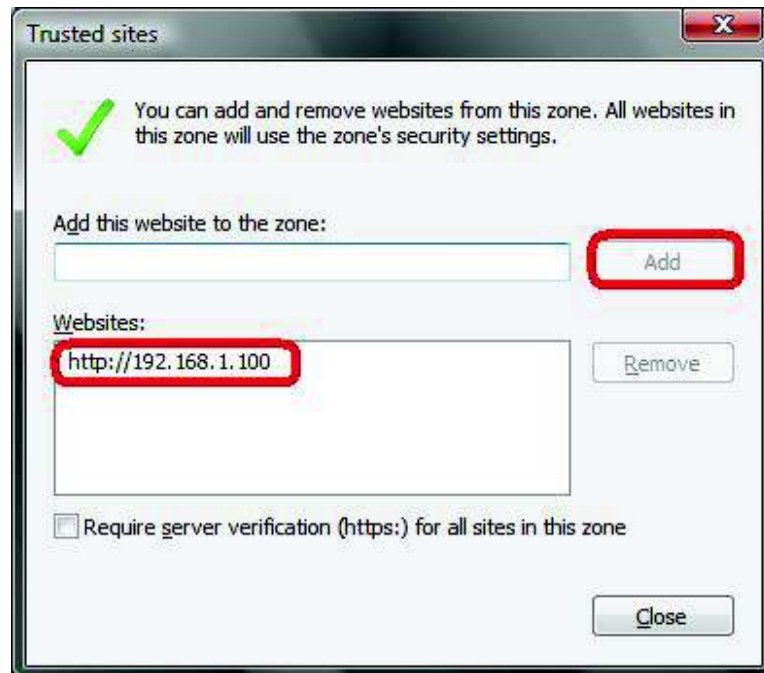 Trusted sites
You can add and remove websites from this zone. All websites in
this zone will use the zone's security settings.
Add this website to the zone:
Add
Websites:
http://192.168.1.100
Remove
Require server verification (https:) for all sites in this zone
Close